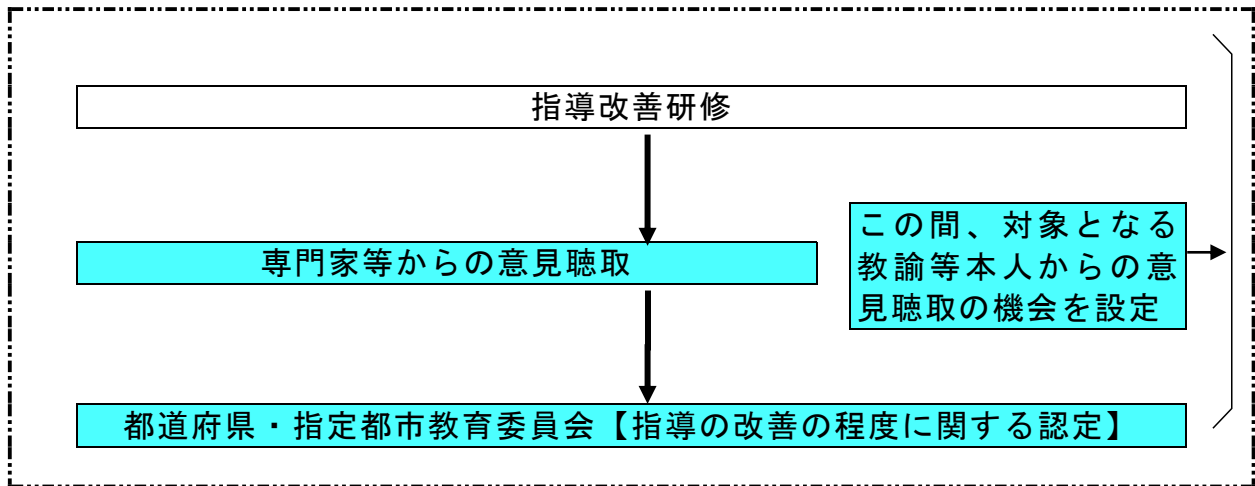 指導改善研修
専門家等からの意見聴取
この間、対象となる
教諭等本人からの意
見聴取の機会を設定
都道府県・指定都市教育委員会【指導の改善の程度に関する認定】